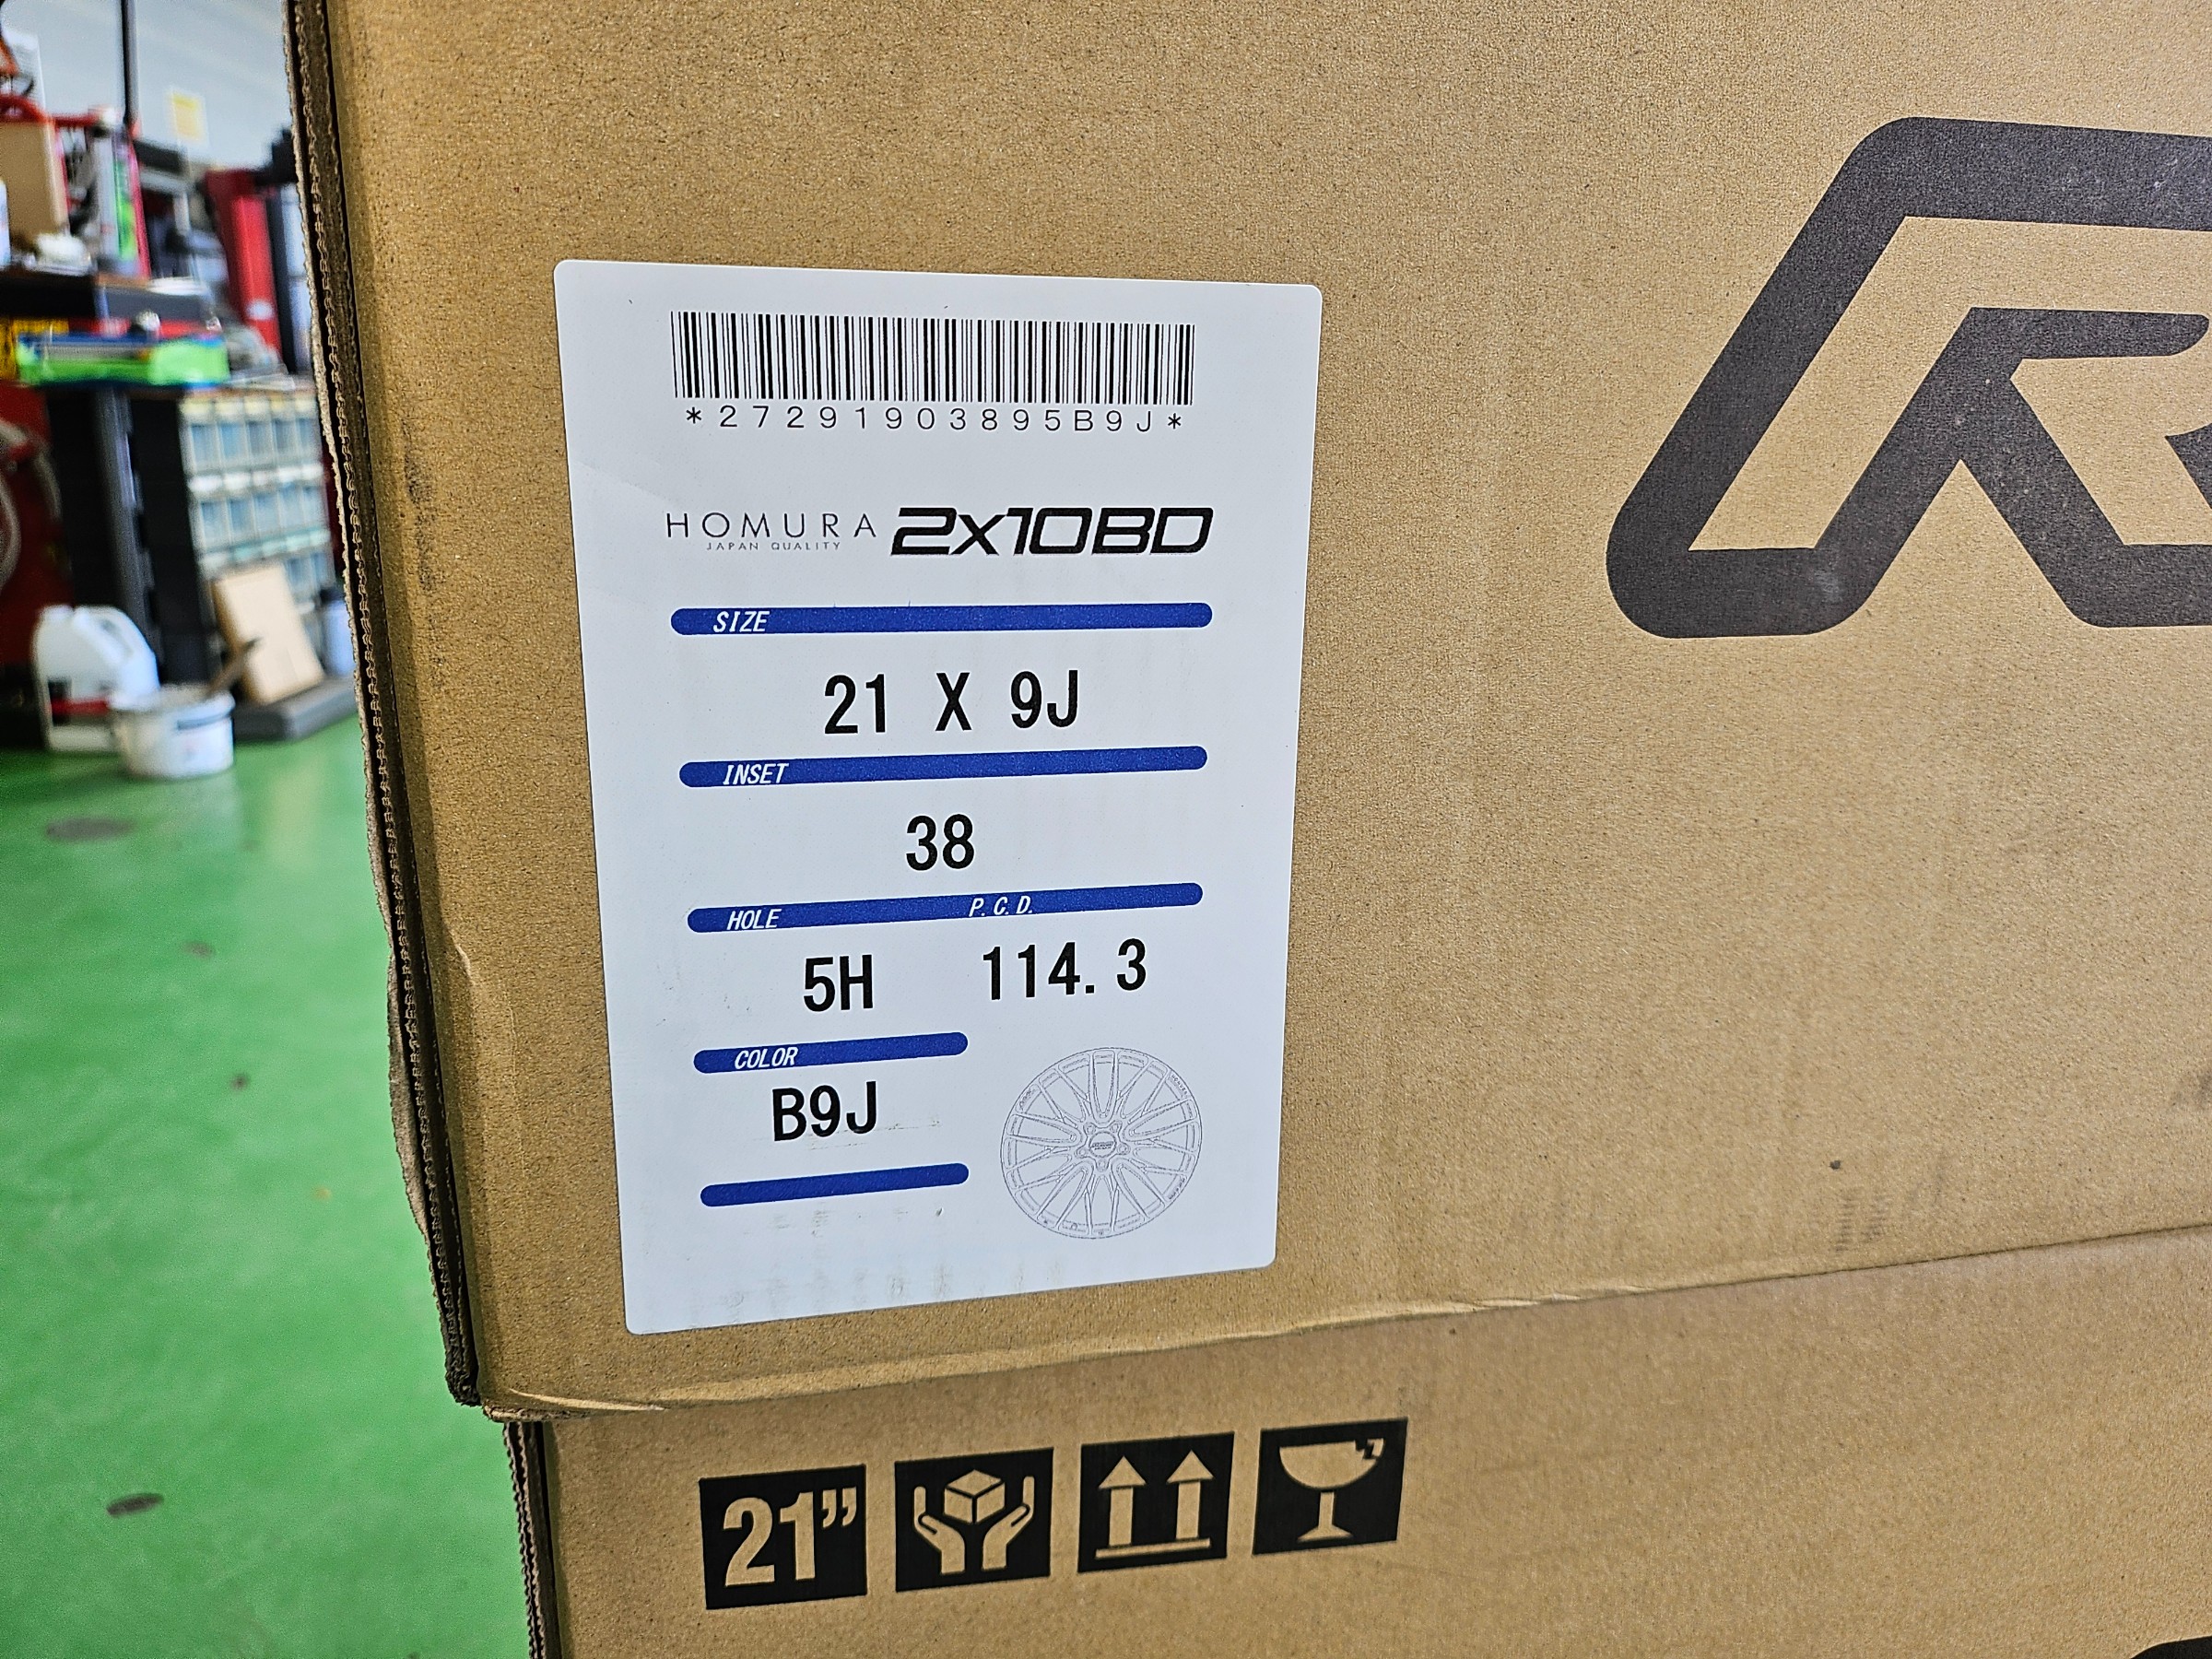 *27291903895B9J*
HOMURA 2x10BD
JAPAN QUALITY
SIZE
21 X 9J
INSET
38
HOLE P.C.D.
5H 114.3
COLOR
B9J
21”